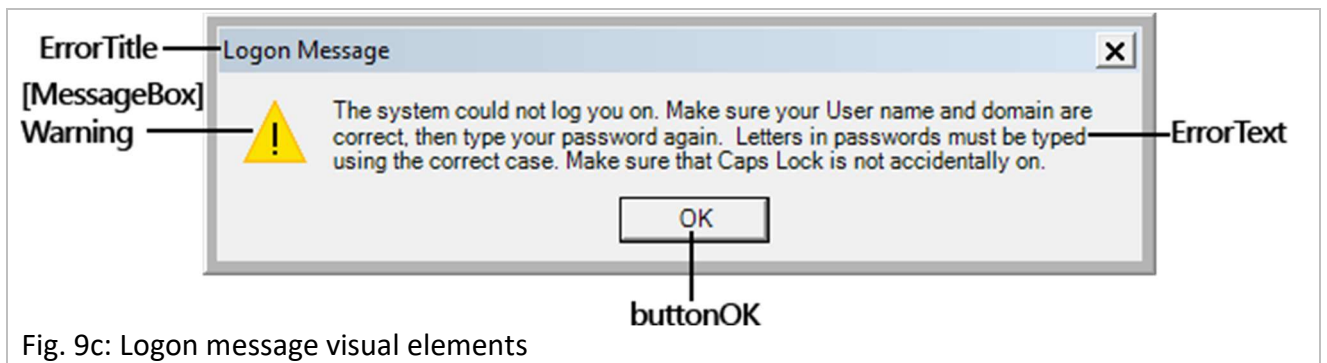 ErrorTitle
Logon Message
[MessageBox]
Warning
The system could not log you on. Make sure your User name and domain are
correct, then type your password again.  Letters in passwords must be typed
using the correct case. Make sure that Caps Lock is not accidentally on.
ErrorText
OK
buttonOK
Fig. 9c: Logon message visual elements